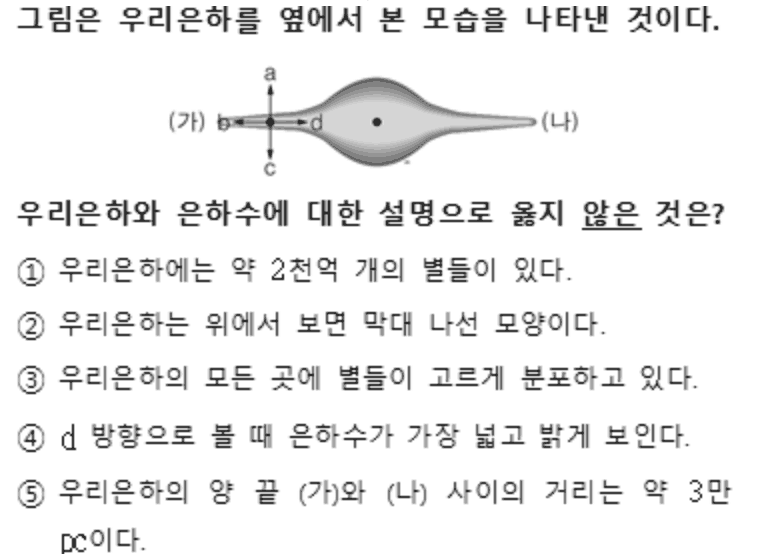 그림은 우리은하를 옆에서 본 모습을 나타낸 것이다.
a
(가) b d (나)
c
우리은하와 은하수에 대한 설명으로 옳지 않은 것은?
① 우리은하에는 약 2천억 개의 별들이 있다.
② 우리은하는 위에서 보면 막대 나선 모양이다.
③ 우리은하의 모든 곳에 별들이 고르게 분포하고 있다.
④ d 방향으로 볼 때 은하수가 가장 넓고 밝게 보인다.
⑤ 우리은하의 양 끝 (가)와 (나) 사이의 거리는 약 3만
pc이다.